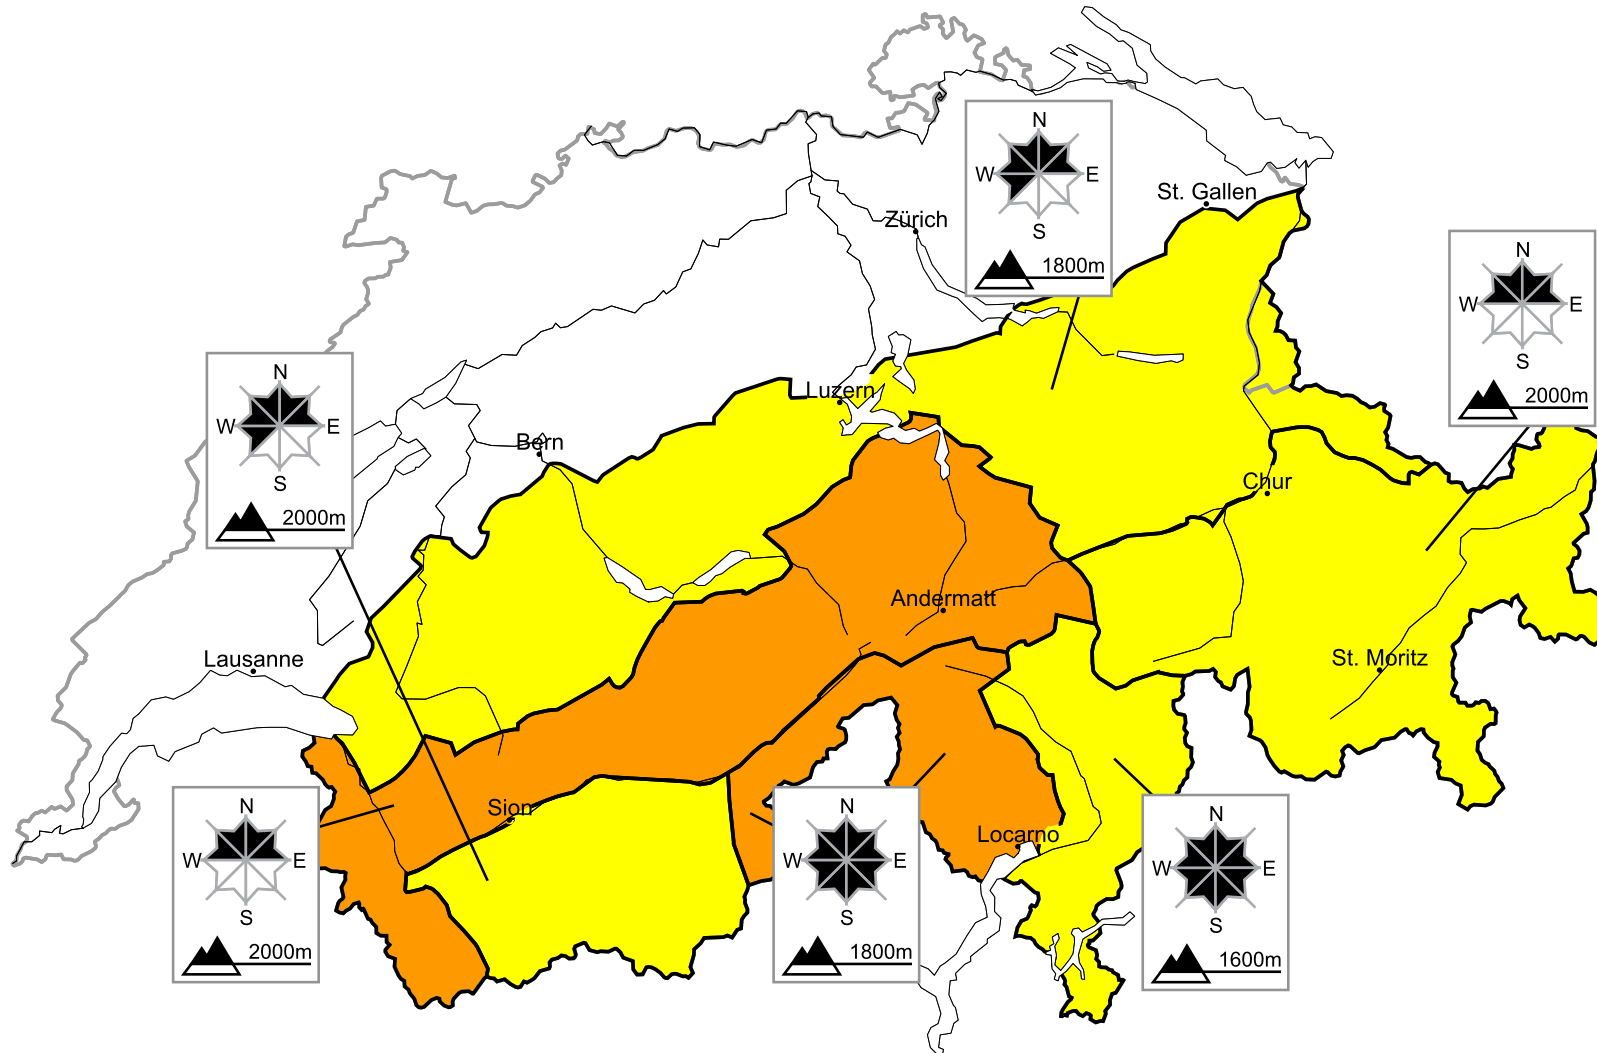 N
W E
S
1800m
St. Gallen
Zürich
N
W E
S
2000m
N
W E
S
2000m
Luzern
Bern
Chur
Andermatt
Lausanne
St. Moritz
Sion
Locarno
N
W E
S
2000m
N
W E
S
1800m
N
W E
S
1600m